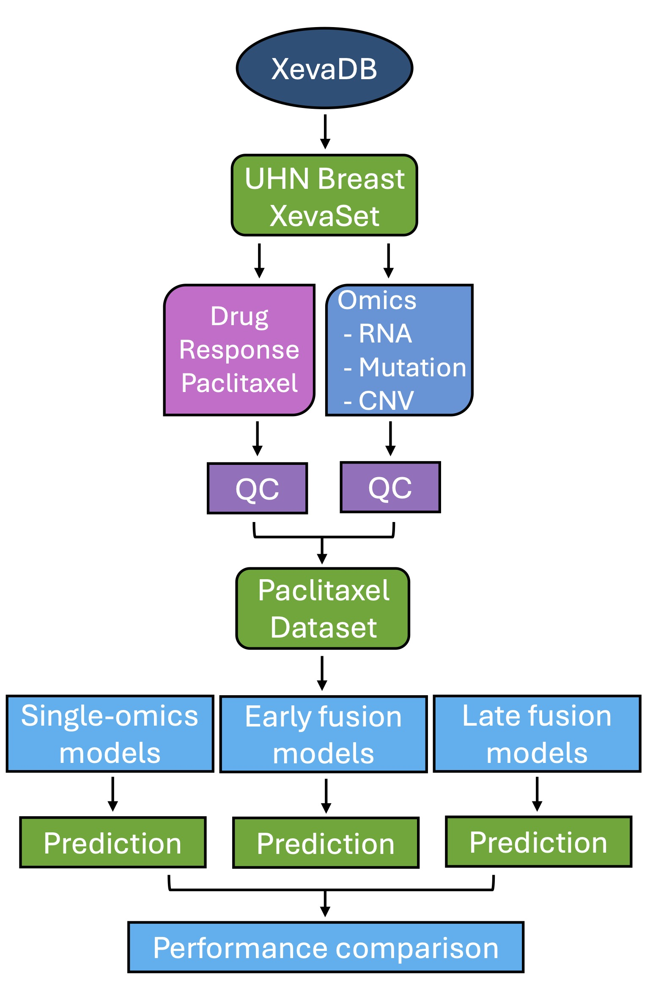 XevaDB
UHN Breast
XevaSet
Drug
Response
Paclitaxel
Omics
- RNA
- Mutation
- CNV
QC
QC
Paclitaxel
Dataset
Single-omics
models
Early fusion
models
Late fusion
models
Prediction
Prediction
Prediction
Performance comparison